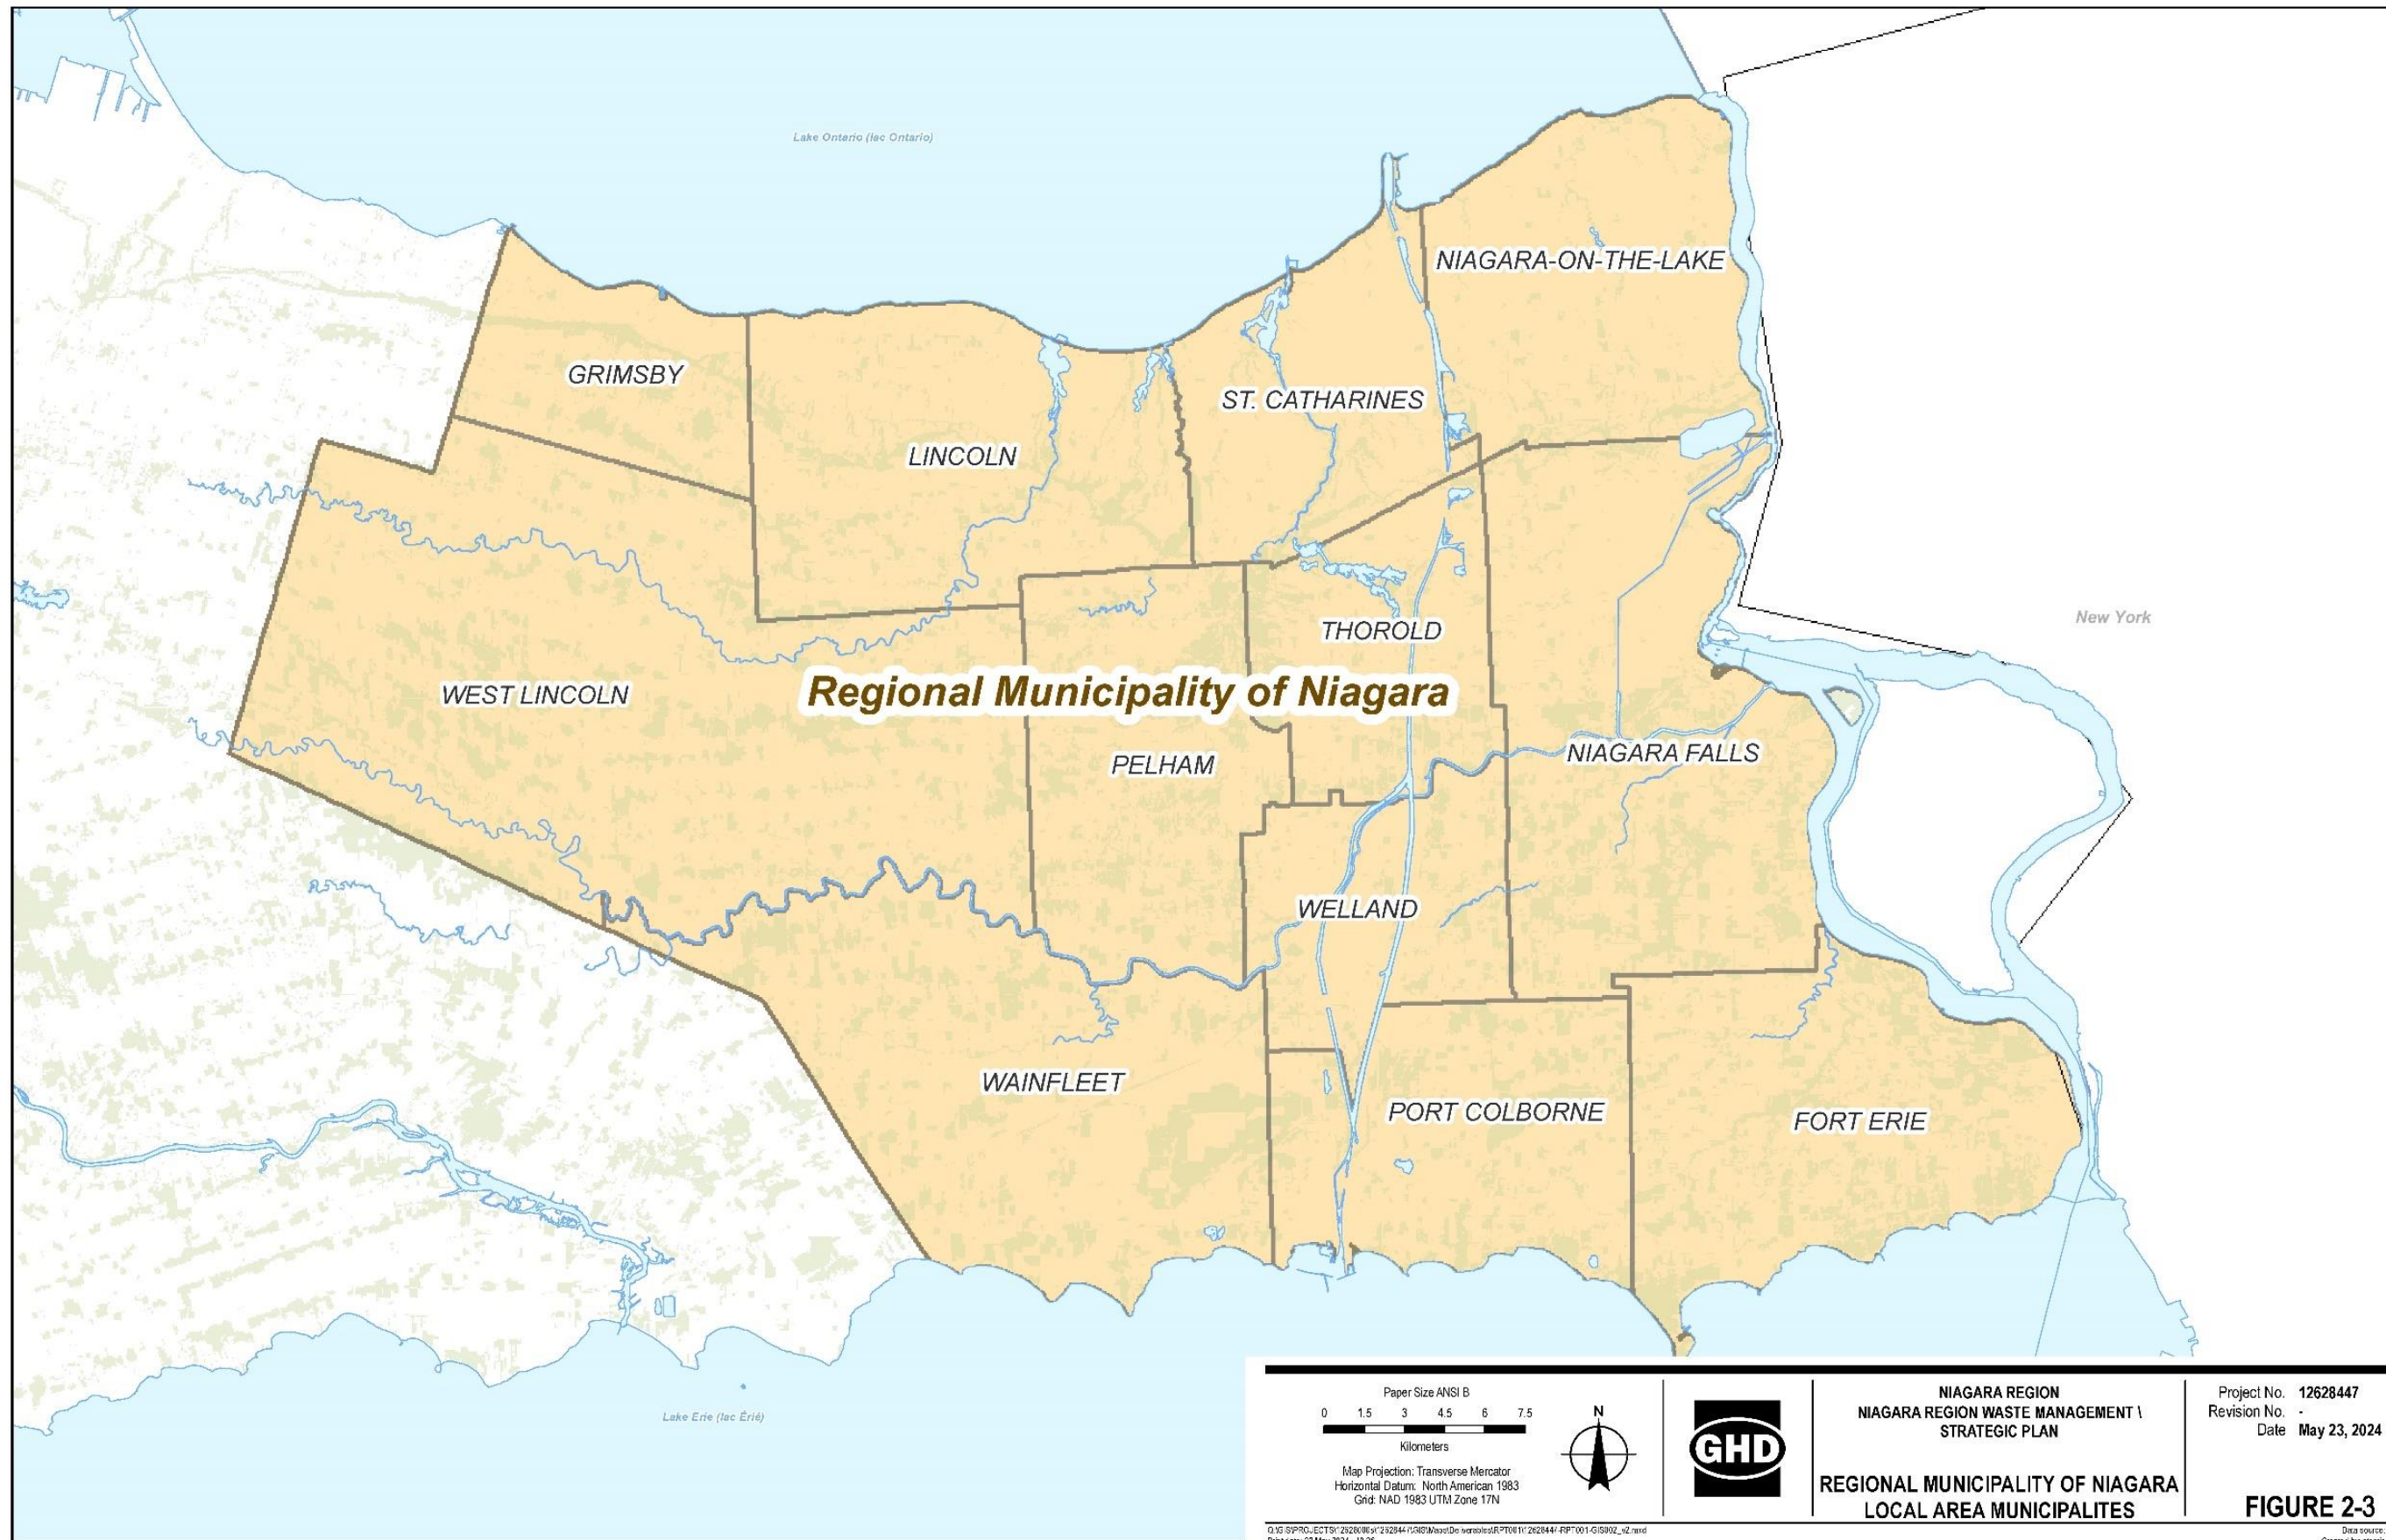 Lake Ontario (lac Ontario)
NIAGARA-ON-THE-LAKE
GRIMSBY
ST. CATHARINES
LINCOLN
New York
THOROLD
WEST LINCOLN
Regional Municipality of Niagara
NIAGARA FALLS
PELHAM
WELLAND
WAINFLEET
PORT COLBORNE
FORT ERIE
Lake Erie (lac Érié)
Paper Size ANSI B
0 1.5 3 4.5 6 7.5
Kilometers
Map Projection: Transverse Mercator
Horizontal Datum: North American 1983
Grid: NAD 1983 UTM Zone 17N
N
GHD
NIAGARA REGION
NIAGARA REGION WASTE MANAGEMENT \
STRATEGIC PLAN
REGIONAL MUNICIPALITY OF NIAGARA
LOCAL AREA MUNICIPALITES
Project No. 12628447
Revision No. -
Date May 23, 2024
FIGURE 2-3
Data source: